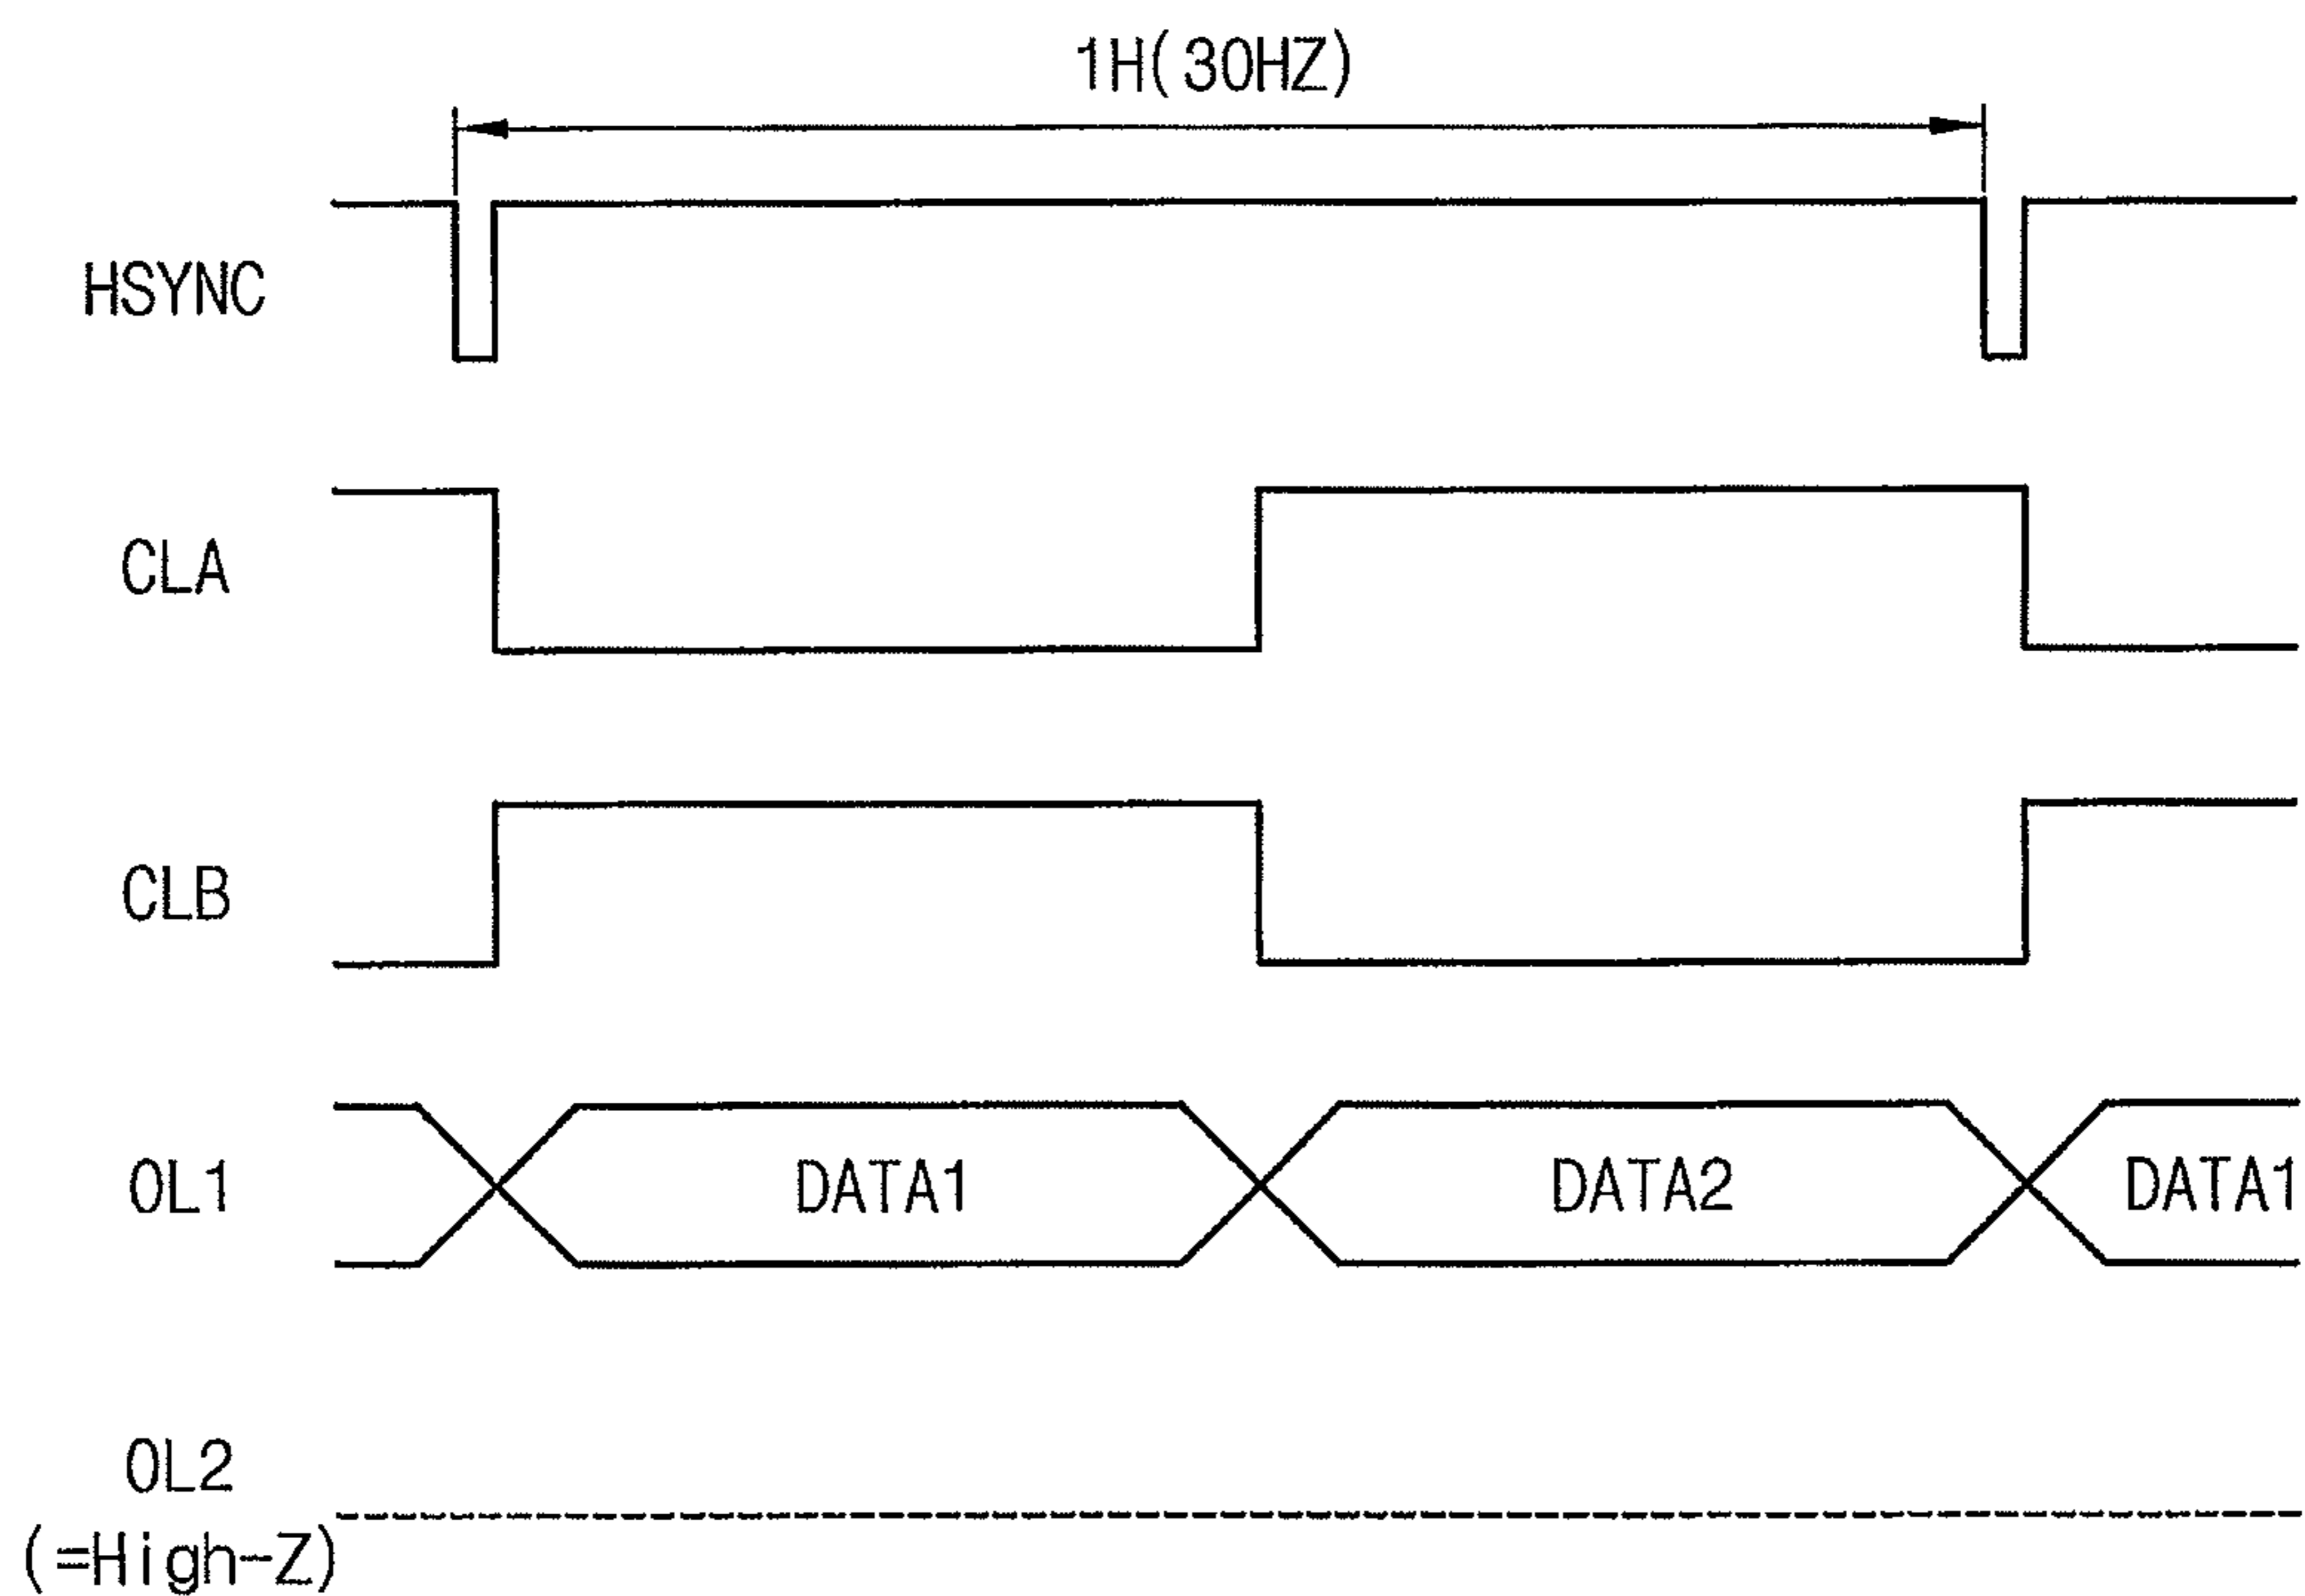 1H(30HZ)
HSYNC
CLA
CLB
OL1 DATA1 DATA2 DATA1
OL2
(=High-Z)